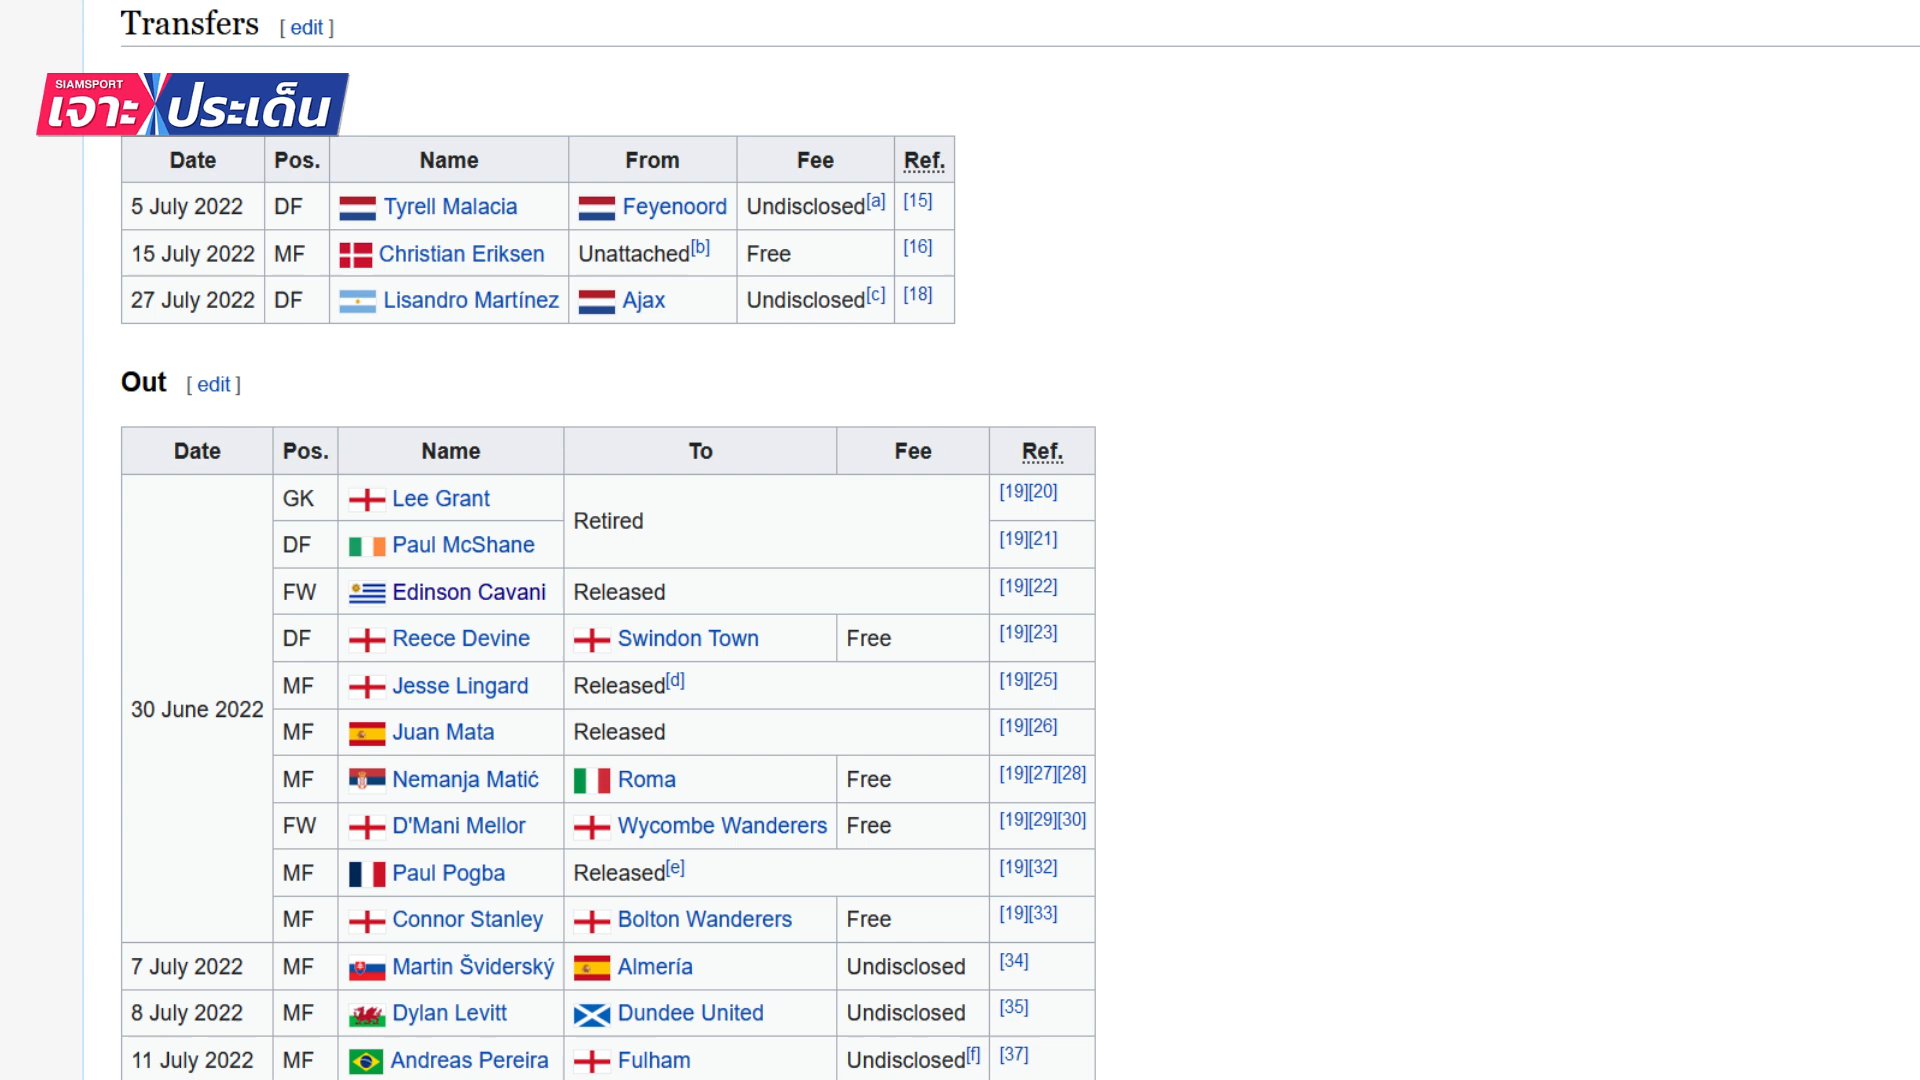 Transfers [ edit ]
SIAMSPORT
เจาะประเด็น
Date Pos. Name From Fee Ref.
5 July 2022 DF Tyrell Malacia Feyenoord Undisclosed[a] [15]
15 July 2022 MF Christian Eriksen Unattached[b] Free [16]
27 July 2022 DF Lisandro Martínez Ajax Undisclosed[c] [18]
Out [ edit ]
Date Pos. Name To Fee Ref.
GK Lee Grant [19][20]
Retired
DF Paul McShane [19][21]
FW Edinson Cavani Released [19][22]
DF Reece Devine Swindon Town Free [19][23]
MF Jesse Lingard Released[d] [19][25]
30 June 2022
MF Juan Mata Released [19][26]
MF Nemanja Matić Roma Free [19][27][28]
FW D'Mani Mellor Wycombe Wanderers Free [19][29][30]
MF Paul Pogba Released[e] [19][32]
MF Connor Stanley Bolton Wanderers Free [19][33]
7 July 2022 MF Martin Šviderský Almería Undisclosed [34]
8 July 2022 MF Dylan Levitt Dundee United Undisclosed [35]
11 July 2022 MF Andreas Pereira Fulham Undisclosed[f] [37]